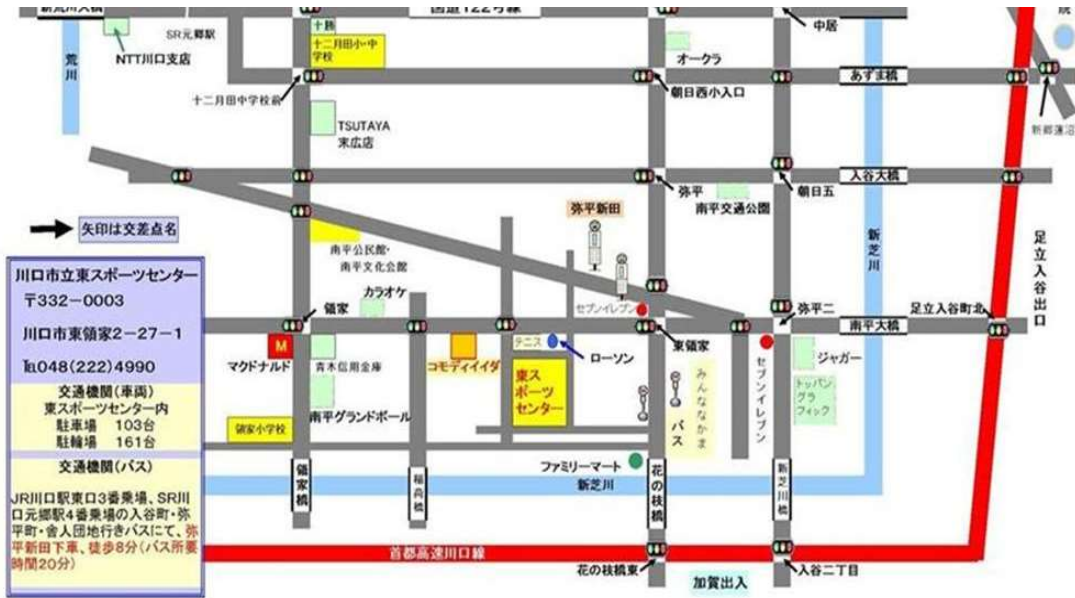 国道122号線
SR元郷駅
NTT川口支店
荒川
十勝
十二月田小・中
学校
オークラ
中居
あずま橋
十二月田中学校前
朝日西小入口
新郷蓮沼
TSUTAYA
末広店
弥平
南平交通公園
朝日五
入谷大橋
矢印は交差点名
弥平新田
南平公民館・
南平文化会館
新芝川
足立入谷出口
川口市立東スポーツセンター
〒332-0003
川口市東領家2-27-1
℡048(222)4990
交通機関(車両)
東スポーツセンター内
駐車場 103台
駐輪場 161台
交通機関(バス)
JR川口駅東口3番乗場、SR川
口元郷駅4番乗場の入谷町・弥
平町・舎人団地行きバスにて、弥
平新田下車、徒歩8分(バス所要
時間20分)
領家
カラオケ
セブンイレブン
弥平二
足立入谷町北
南平大橋
M
マクドナルド
青木信用金庫
コモディイイダ
テニス
ローソン
東領家
セブンイレブン
ジャガー
東ス
ポーツ
センター
みんななかま
バス
トッパン
グラ
フィック
南平グランドボール
領家小学校
ファミリーマート
新芝川
領家橋
稲荷橋
花の枝橋
新芝川橋
首都高速川口線
花の枝橋東
加賀出入
入谷二丁目